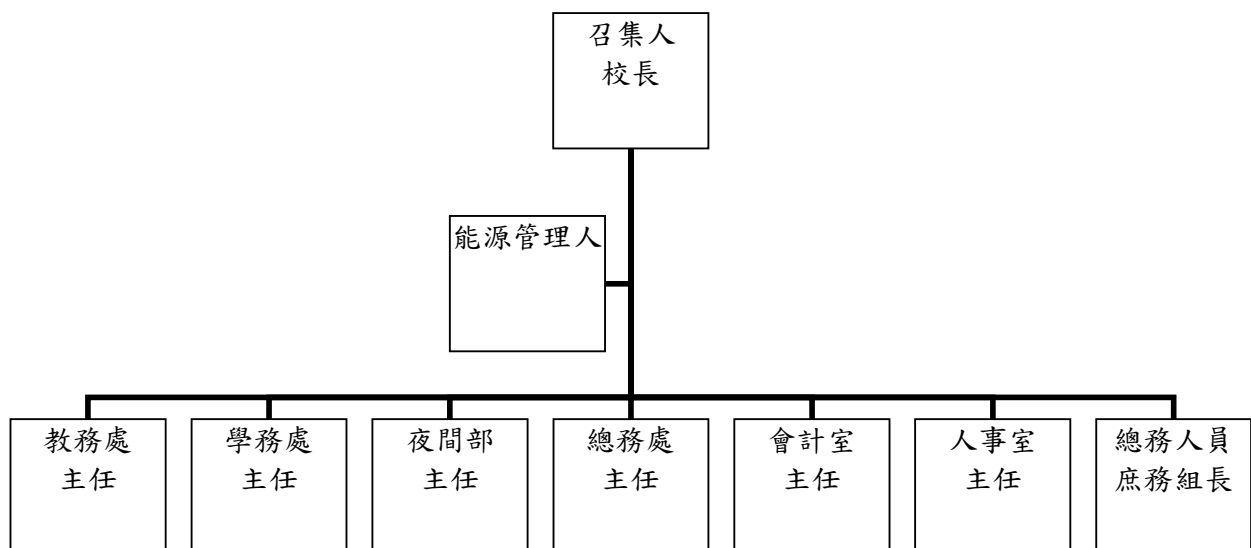 召集人
校長
能源管理人
教務處
主任
學務處
主任
夜間部
主任
總務處
主任
會計室
主任
人事室
主任
總務人員
庶務組長